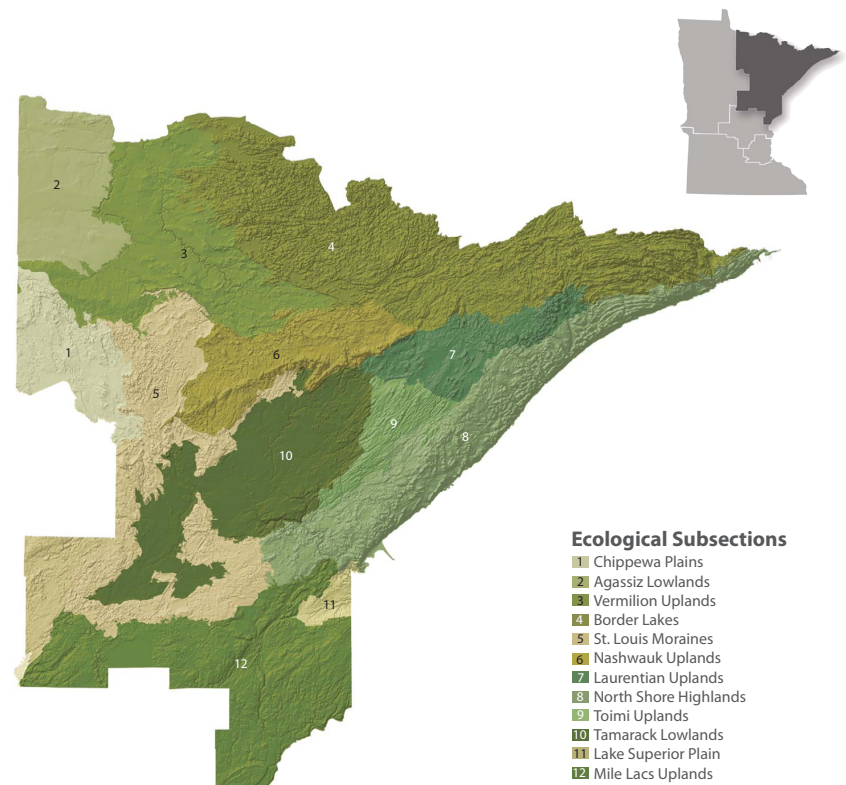 2
4
3
1
6
7
5
9
8
10
11
12
Ecological Subsections
1 Chippewa Plains
2 Agassiz Lowlands
3 Vermilion Uplands
4 Border Lakes
5 St. Louis Moraines
6 Nashwauk Uplands
7 Laurentian Uplands
8 North Shore Highlands
9 Toimi Uplands
10 Tamarack Lowlands
11 Lake Superior Plain
12 Mile Lacs Uplands